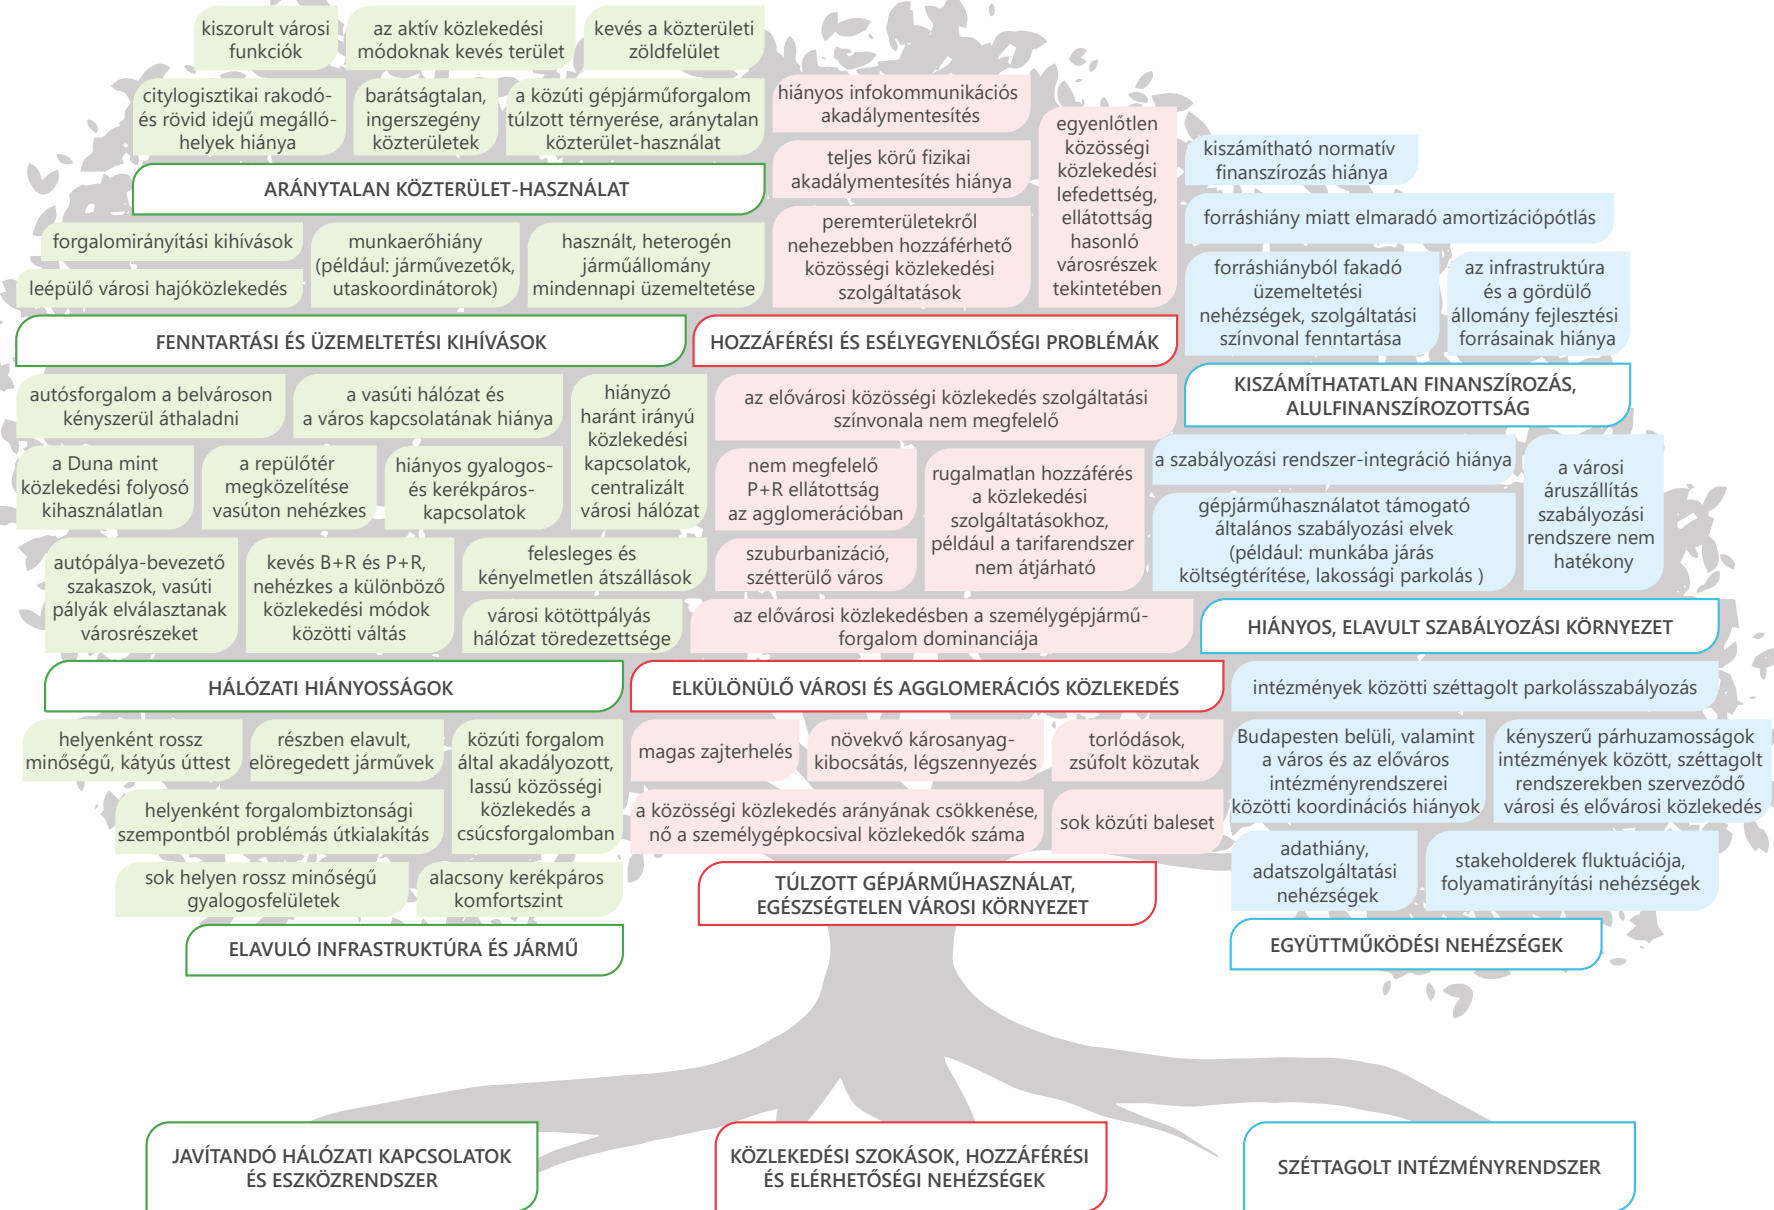 kiszorult városi
funkciók
az aktív közlekedési
módoknak kevés terület
kevés a közterületi
zöldfelület
citylogisztikai rakodó-
és rövid idejű megálló-
helyek hiánya
barátságtalan,
ingerszegény
közterületek
a közúti gépjárműforgalom
túlzott térnyerése, aránytalan
közterület-használat
ARÁNYTALAN KÖZTERÜLET-HASZNÁLAT
forgalomirányítási kihívások
leépülő városi hajóközlekedés
munkaerőhiány
(például: járművezetők,
utaskoordinátorok)
használt, heterogén
járműállomány
mindennapi üzemeltetése
FENNTARTÁSI ÉS ÜZEMELTETÉSI KIHÍVÁSOK
autósforgalom a belvároson
kényszerül áthaladni
a vasúti hálózat és
a város kapcsolatának hiánya
hiányzó
haránt irányú
közlekedési
kapcsolatok,
centralizált
városi hálózat
a Duna mint
közlekedési folyosó
kihasználatlan
a repülőtér
megközelítése
vasúton nehézkes
hiányos gyalogos-
és kerékpáros-
kapcsolatok
autópálya-bevezető
szakaszok, vasúti
pályák elválasztanak
városrészeket
kevés B+R és P+R,
nehézkes a különböző
közlekedési módok
közötti váltás
felesleges és
kényelmetlen átszállások
városi kötöttpályás
hálózat töredezettsége
HÁLÓZATI HIÁNYOSSÁGOK
helyenként rossz
minőségű, kátyús úttest
részben elavult,
elöregedett járművek
közúti forgalom
által akadályozott,
lassú közösségi
közlekedés a
csúcsforgalomban
helyenként forgalombiztonsági
szempontból problémás útkialakítás
sok helyen rossz minőségű
gyalogosfelületek
alacsony kerékpáros
komfortszint
ELAVULÓ INFRASTRUKTÚRA ÉS JÁRMŰ
hiányos infokommunikációs
akadálymentesítés
teljes körű fizikai
akadálymentesítés hiánya
peremterületekről
nehezebben hozzáférhető
közösségi közlekedési
szolgáltatások
egyenlőtlen
közösségi
közlekedési
lefedettség,
ellátottság
hasonló
városrészek
tekintetében
HOZZÁFÉRÉSI ÉS ESÉLYEGYENLŐSÉGI PROBLÉMÁK
az elővárosi közösségi közlekedés szolgáltatási
színvonala nem megfelelő
nem megfelelő
P+R ellátottság
az agglomerációban
rugalmatlan hozzáférés
a közlekedési
szolgáltatásokhoz,
például a tarifarendszer
nem átjárható
szuburbanizáció,
szétterülő város
az elővárosi közlekedésben a személygépjármű-
forgalom dominanciája
ELKÜLÖNÜLŐ VÁROSI ÉS AGGLOMERÁCIÓS KÖZLEKEDÉS
magas zajterhelés
növekvő károsanyag-
kibocsátás, légszennyezés
torlódások,
zsúfolt közutak
a közösségi közlekedés arányának csökkenése,
nő a személygépkocsival közlekedők száma
sok közúti baleset
TÚLZOTT GÉPJÁRMŰHASZNÁLAT,
EGÉSZSÉGTELEN VÁROSI KÖRNYEZET
kiszámítható normatív
finanszírozás hiánya
forráshiány miatt elmaradó amortizációpótlás
forráshiányból fakadó
üzemeltetési
nehézségek, szolgáltatási
színvonal fenntartása
az infrastruktúra
és a gördülő
állomány fejlesztési
forrásainak hiánya
KISZÁMÍTHATATLAN FINANSZÍROZÁS,
ALULFINANSZÍROZOTTSÁG
a szabályozási rendszer-integráció hiánya
gépjárműhasználatot támogató
általános szabályozási elvek
(például: munkába járás
költségtérítése, lakossági parkolás )
a városi
áruszállítás
szabályozási
rendszere nem
hatékony
HIÁNYOS, ELAVULT SZABÁLYOZÁSI KÖRNYEZET
intézmények közötti széttagolt parkolásszabályozás
Budapesten belüli, valamint
a város és az előváros
intézményrendszerei
közötti koordinációs hiányok
kényszerű párhuzamosságok
intézmények között, széttagolt
rendszerekben szerveződő
városi és elővárosi közlekedés
adathiány,
adatszolgáltatási
nehézségek
stakeholderek fluktuációja,
folyamatirányítási nehézségek
EGYÜTTMŰKÖDÉSI NEHÉZSÉGEK
JAVÍTANDÓ HÁLÓZATI KAPCSOLATOK
ÉS ESZKÖZRENDSZER
KÖZLEKEDÉSI SZOKÁSOK, HOZZÁFÉRÉSI
ÉS ELÉRHETŐSÉGI NEHÉZSÉGEK
SZÉTTAGOLT INTÉZMÉNYRENDSZER